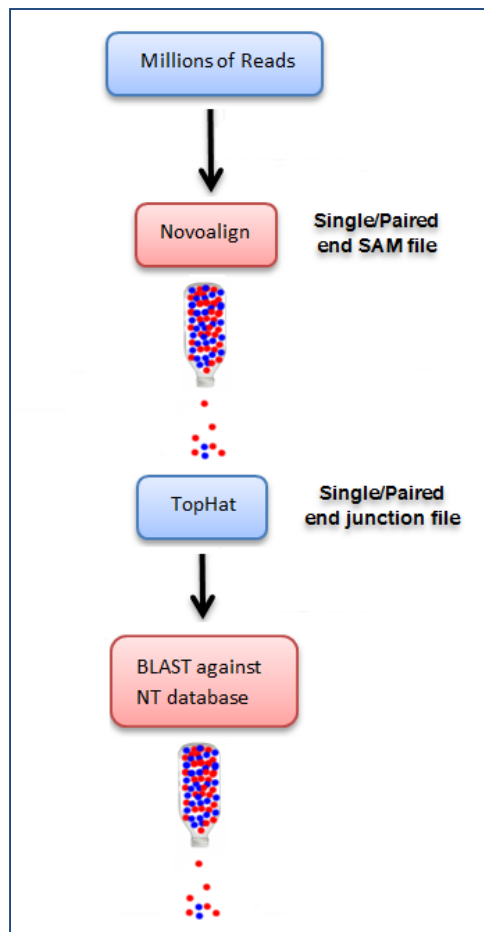 Millions of Reads
Novoalign
Single/Paired
end SAM file
TopHat
Single/Paired
end junction file
BLAST against
NT database